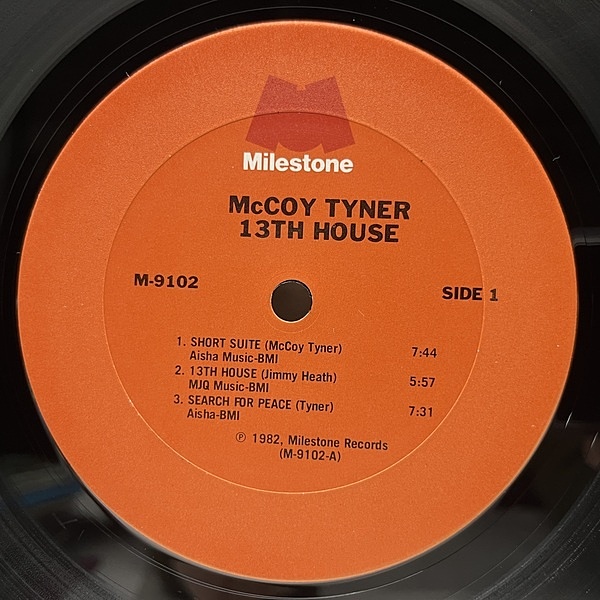 Milestone
McCOY TYNER
13TH HOUSE
M-9102
SIDE 1
1. SHORT SUITE (McCoy Tyner) 7:44
Aisha Music-BMI
2. 13TH HOUSE (Jimmy Heath) 5:57
MJQ Music-BMI
3. SEARCH FOR PEACE (Tyner) 7:31
Aisha-BMI
Ⓟ 1982, Milestone Records
(M-9102-A)